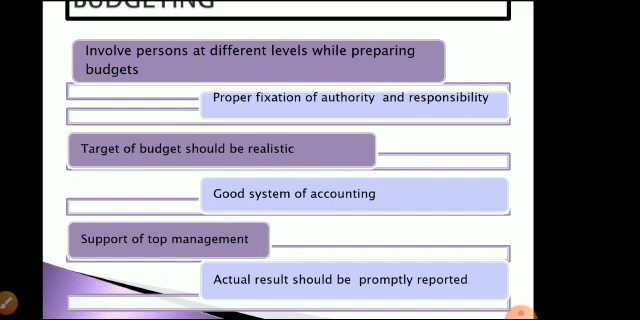 BUDGETING
Involve persons at different levels while preparing
budgets
Proper fixation of authority and responsibility
Target of budget should be realistic
Good system of accounting
Support of top management
Actual result should be promptly reported